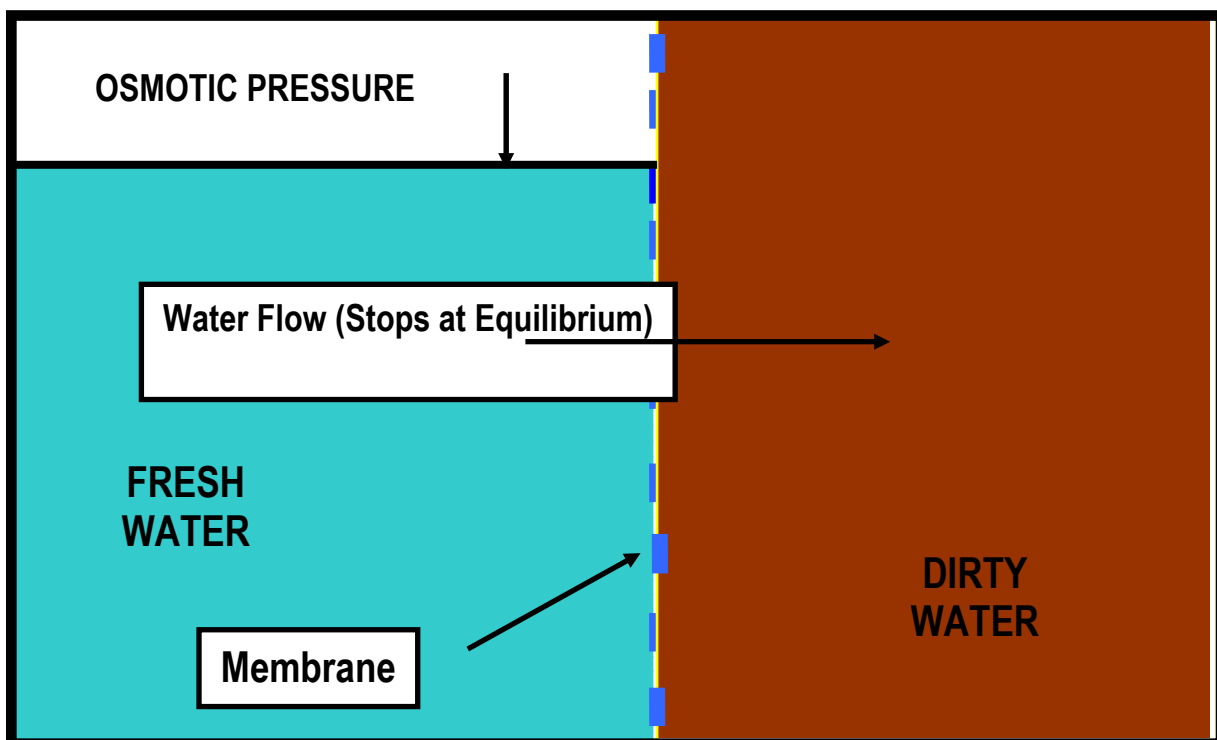 OSMOTIC PRESSURE
Water Flow (Stops at Equilibrium)
FRESH
WATER
DIRTY
WATER
Membrane